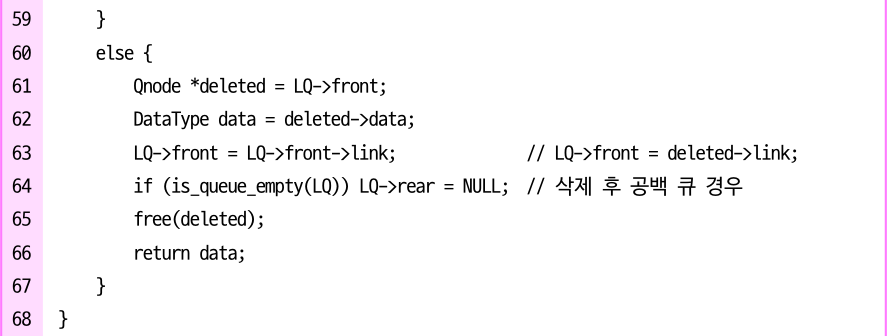 59     }
60     else {
61         Qnode *deleted = LQ->front;
62         DataType data = deleted->data;
63         LQ->front = LQ->front->link;              // LQ->front = deleted->link;
64         if (is_queue_empty(LQ)) LQ->rear = NULL;  // 삭제 후 공백 큐 경우
65         free(deleted);
66         return data;
67     }
68 }